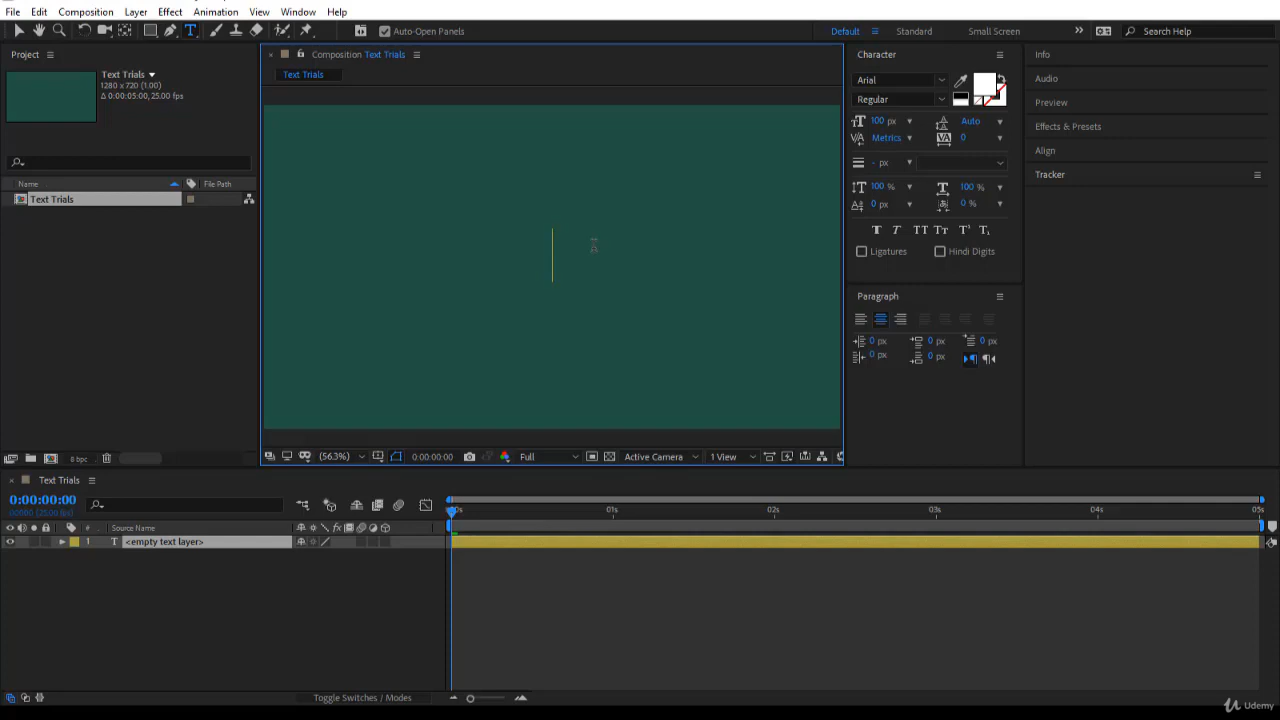 File Edit Composition Layer Effect Animation View Window Help
Auto-Open Panels Default Standard Small Screen Search Help
Project
Text Trials
1280 x 720 (1.00)
Δ 0:00:05:00, 25.00 fps
Name File Path
Text Trials
8 bpc
Composition Text Trials
Text Trials
(56.3%) 0:00:00:00 Full Active Camera 1 View
Character
Arial
Regular
100 px Auto
Metrics 0
- px
100 % 100 %
0 px 0 %
Ligatures Hindi Digits
Paragraph
0 px 0 px 0 px
0 px 0 px
Info
Audio
Preview
Effects & Presets
Align
Tracker
Text Trials
0:00:00:00
00000 (25.00 fps)
# Source Name
1 T <empty text layer>
01s 02s 03s 04s 05s
Toggle Switches / Modes
Udemy